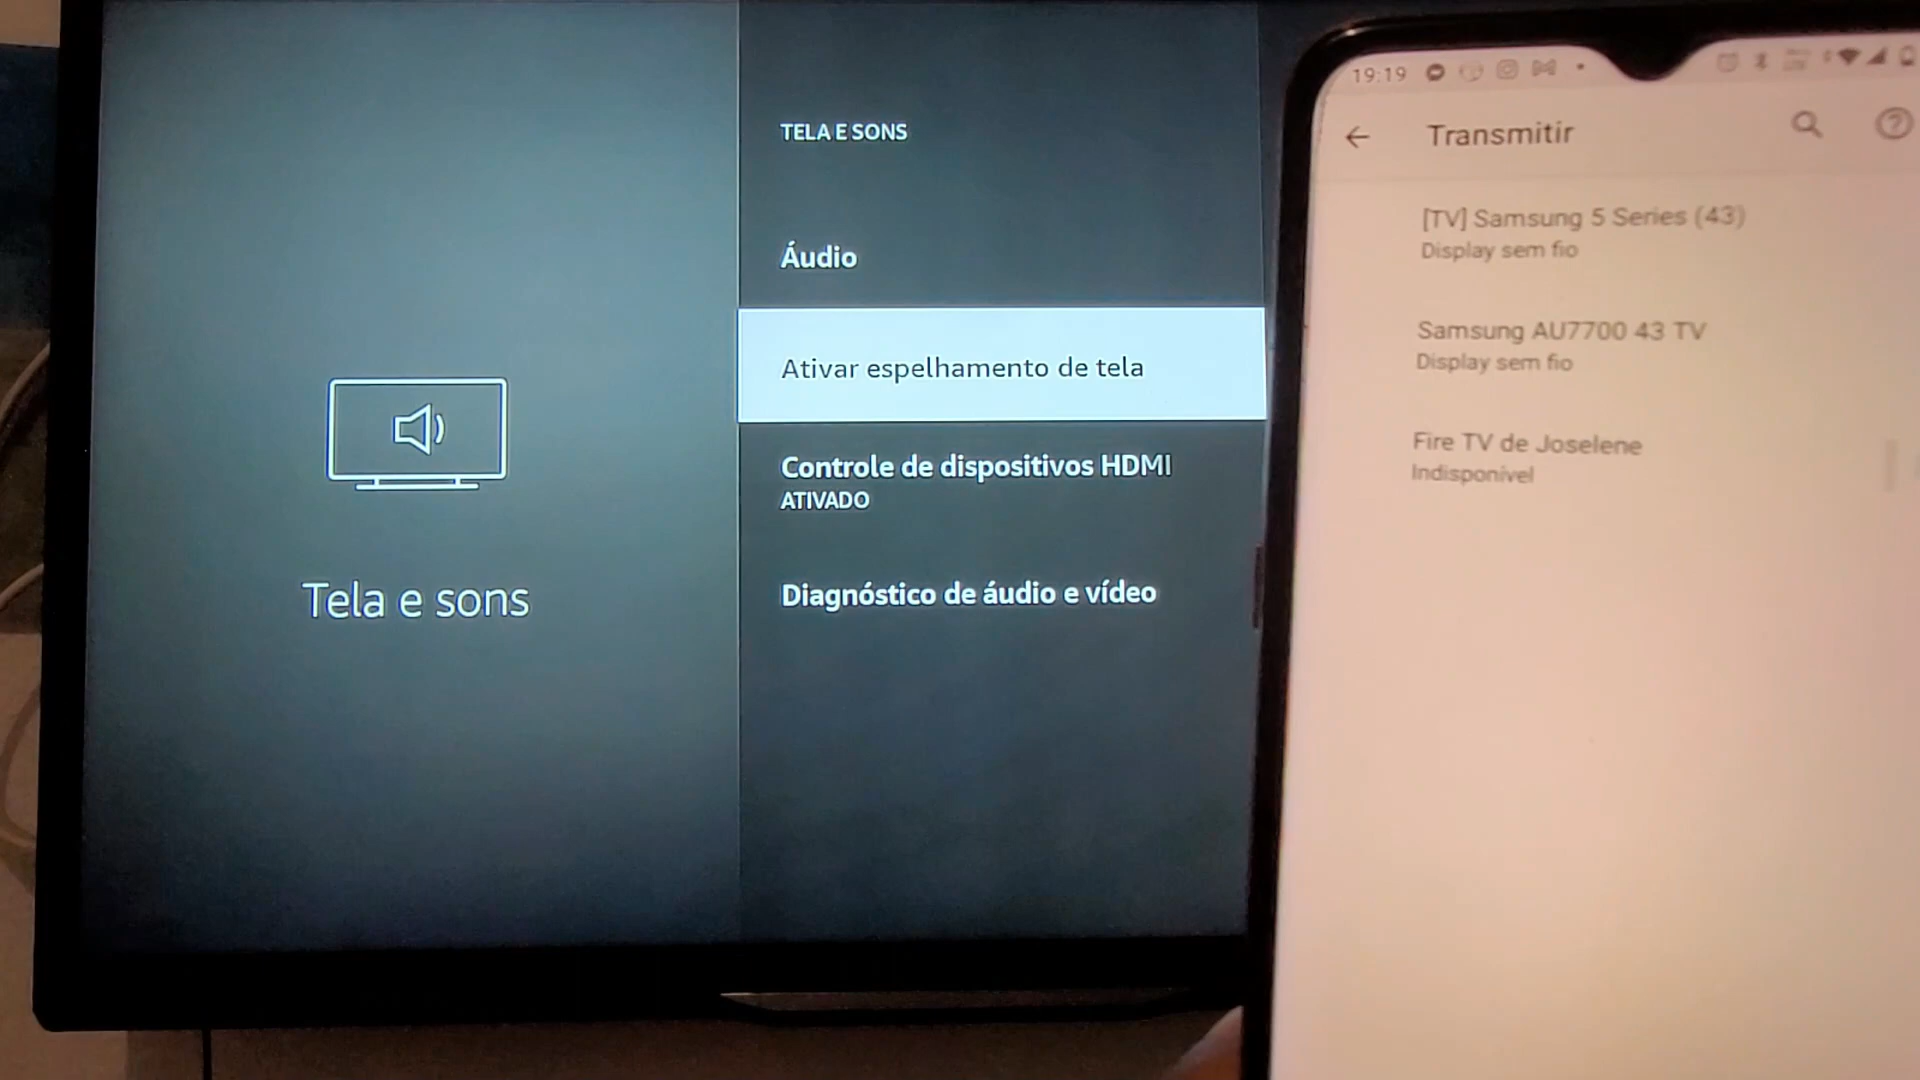 Tela e sons
TELA E SONS
Áudio
Ativar espelhamento de tela
Controle de dispositivos HDMI
ATIVADO
Diagnóstico de áudio e vídeo
19:19
Transmitir
[TV] Samsung 5 Series (43)
Display sem fio
Samsung AU7700 43 TV
Display sem fio
Fire TV de Joselene
Indisponível